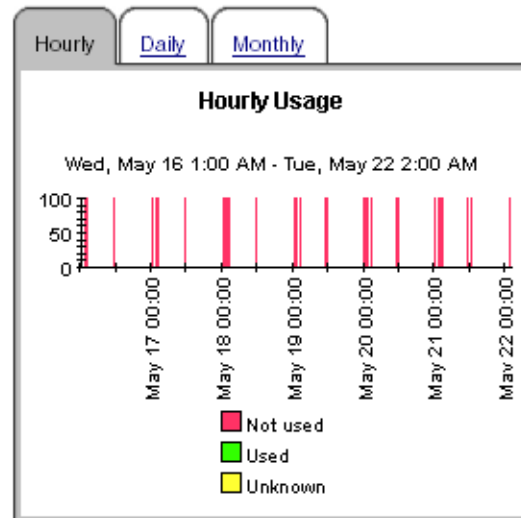 Hourly Daily Monthly
Hourly Usage
Wed, May 16 1:00 AM - Tue, May 22 2:00 AM
100
50
0
May 17 00:00
May 18 00:00
May 19 00:00
May 20 00:00
May 21 00:00
May 22 00:00
Not used
Used
Unknown